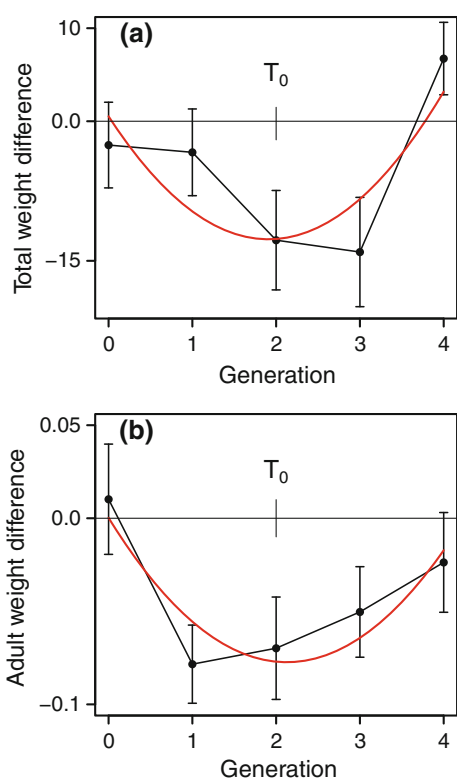 (a)
10
T0
0.0
−15
Total weight difference
0 1 2 3 4
Generation
(b)
0.05
T0
0.0
−0.1
Adult weight difference
0 1 2 3 4
Generation